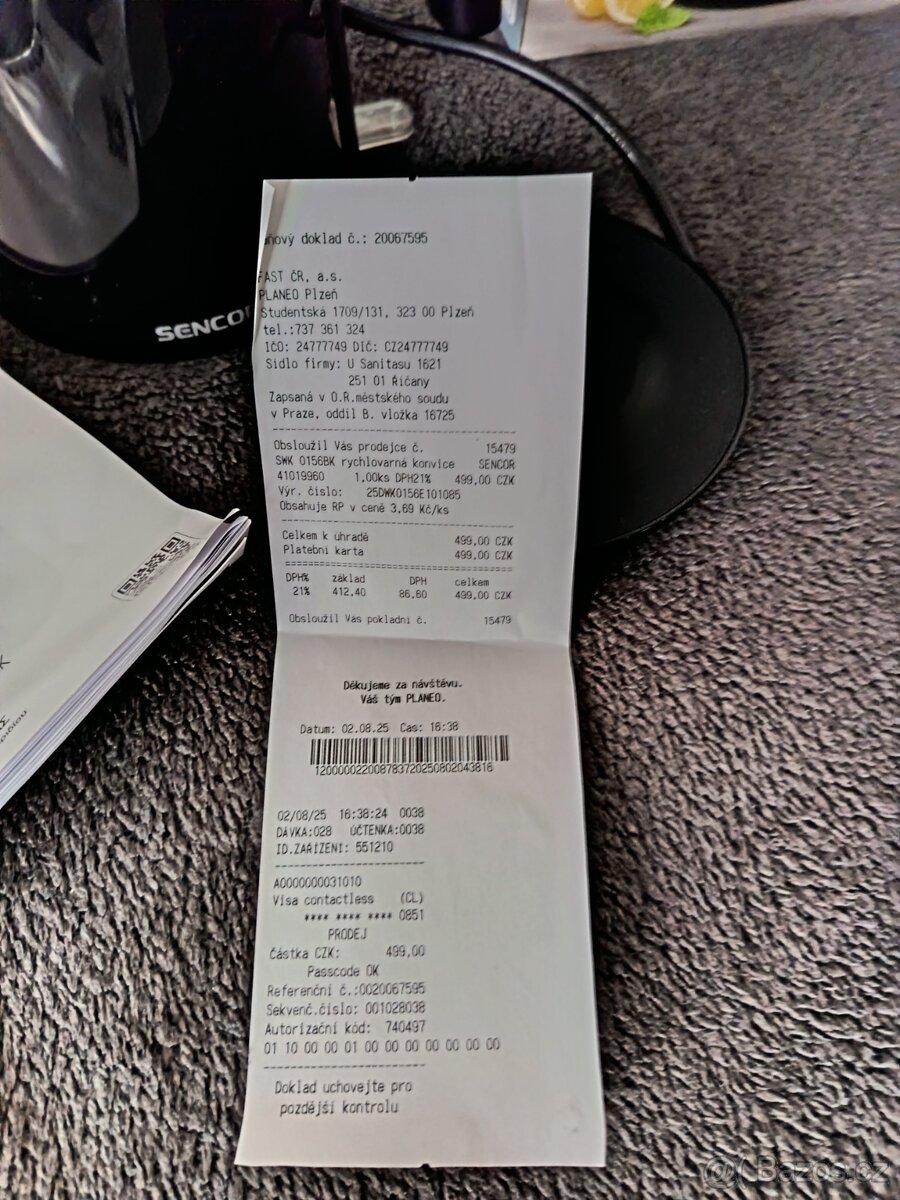 SENCO
ňový doklad č.: 20067595
FAST ČR, a.s.
PLANEO Plzeň
Studentská 1709/131, 323 00 Plzeň
tel.:737 361 324
IČO: 24777749 DIČ: CZ24777749
Sídlo firmy: U Sanitasu 1621
251 01 Říčany
Zapsaná v O.R.městského soudu
v Praze, oddíl B. vložka 16725
Obsloužil Vás prodejce č. 15479
SWK 0156BK rychlovarná konvice SENCOR
41019960 1,00ks DPH21% 499,00 CZK
Výr. číslo: 25DWK0156E101085
Obsahuje RP v ceně 3,69 Kč/ks
Celkem k úhradě 499,00 CZK
Platební karta 499,00 CZK
DPH% základ DPH celkem
21% 412,40 86,60 499,00 CZK
Obsloužil Vás pokladní č. 15479
Děkujeme za návštěvu.
Váš tým PLANEO.
Datum: 02.08.25 Čas: 16:38
1200000220087837202508020438​16
02/08/25 16:38:24 0038
DÁVKA:028 ÚČTENKA:0038
ID.ZAŘÍZENÍ: 551210
A0000000031010
Visa contactless (CL)
**** **** **** 0851
PRODEJ
Částka CZK: 499,00
Passcode OK
Referenční č.:0020067595
Sekvenč.číslo: 001028038
Autorizační kód: 740497
01 10 00 00 01 00 00 00 00 00 00 00
Doklad uchovejte pro
pozdější kontrolu
@ Bazos.cz